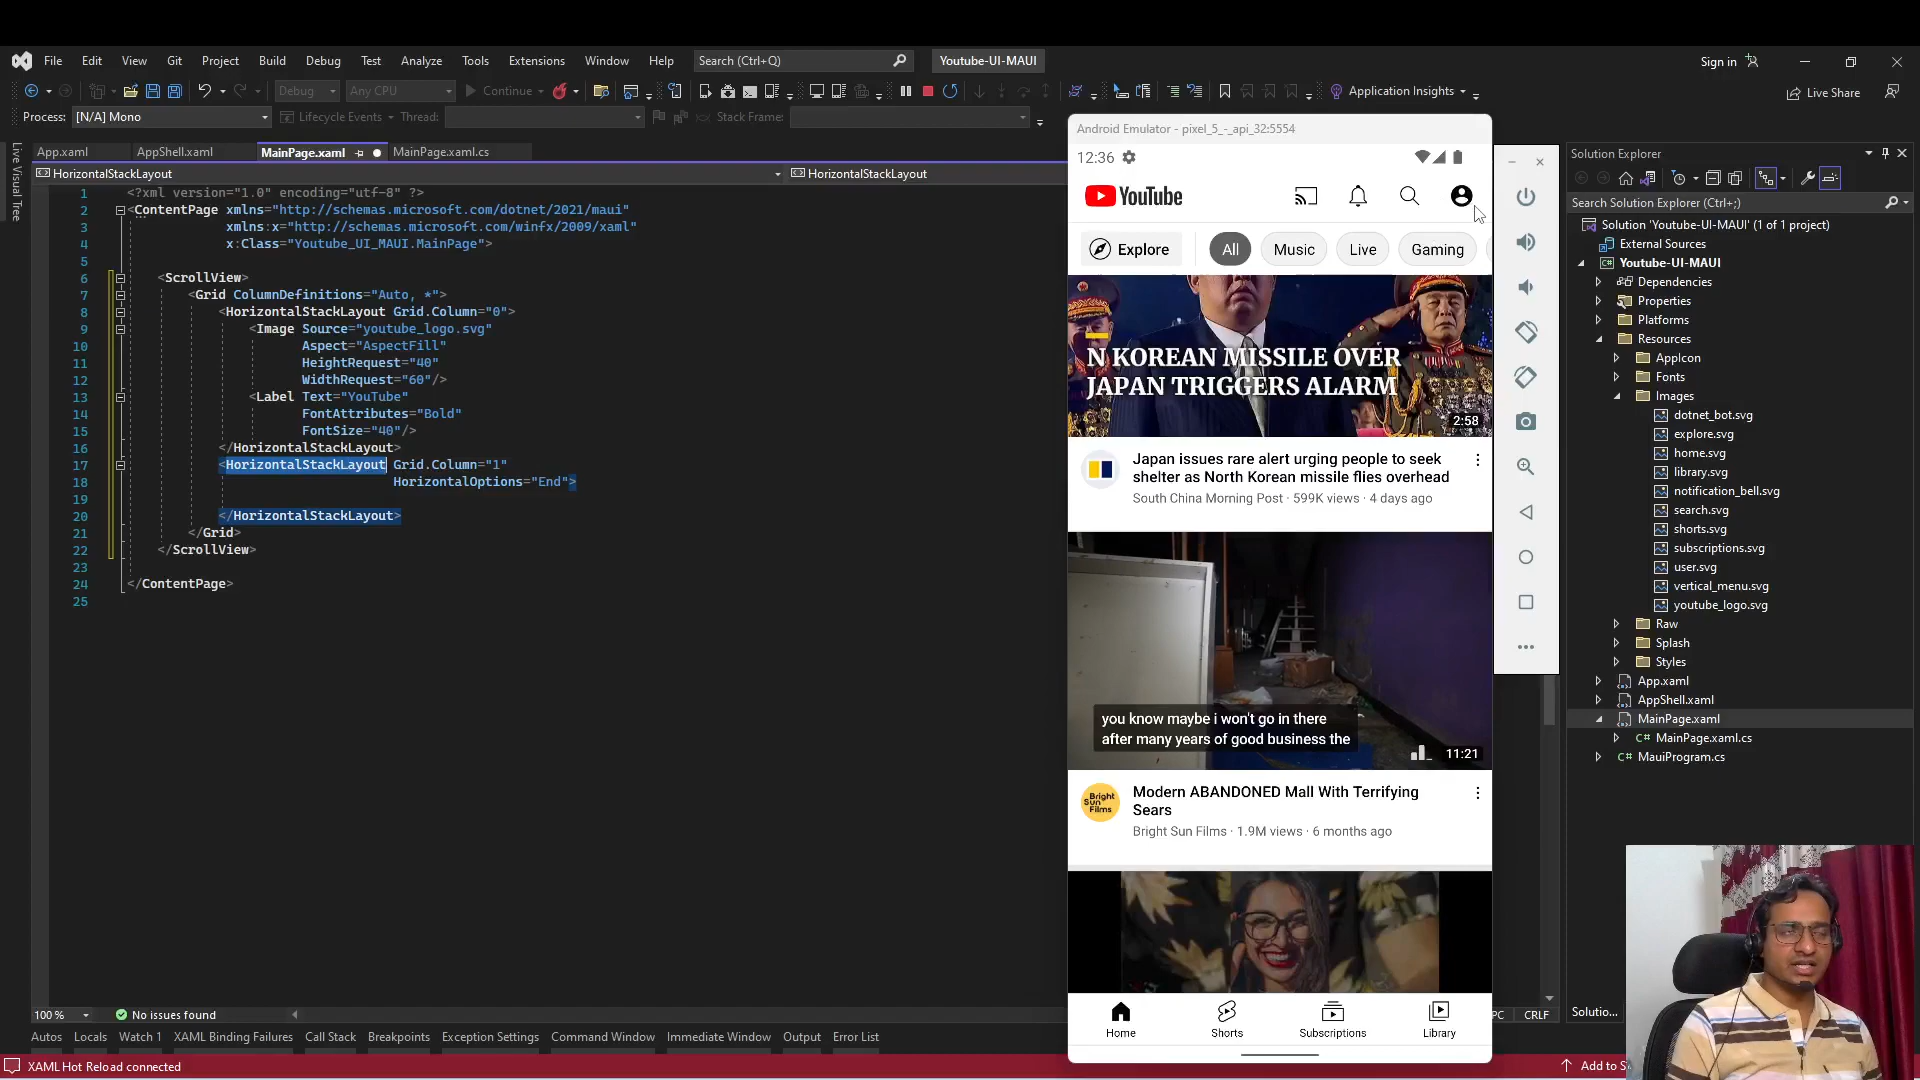 File Edit View Git Project Build Debug Test Analyze Tools Extensions Window Help Search (Ctrl+Q) Youtube-UI-MAUI Sign in
Debug Any CPU Continue Application Insights Live Share
Process: [N/A] Mono Lifecycle Events Thread: Stack Frame:
Live Visual Tree
App.xaml AppShell.xaml MainPage.xaml MainPage.xaml.cs
HorizontalStackLayout HorizontalStackLayout
1 <?xml version="1.0" encoding="utf-8" ?>
2 <ContentPage xmlns="http://schemas.microsoft.com/dotnet/2021/maui"
3 xmlns:x="http://schemas.microsoft.com/winfx/2009/xaml"
4 x:Class="Youtube_UI_MAUI.MainPage">
5
6 <ScrollView>
7 <Grid ColumnDefinitions="Auto, *">
8 <HorizontalStackLayout Grid.Column="0">
9 <Image Source="youtube_logo.svg"
10 Aspect="AspectFill"
11 HeightRequest="40"
12 WidthRequest="60"/>
13 <Label Text="YouTube"
14 FontAttributes="Bold"
15 FontSize="40"/>
16 </HorizontalStackLayout>
17 <HorizontalStackLayout Grid.Column="1"
18 HorizontalOptions="End">
19
20 </HorizontalStackLayout>
21 </Grid>
22 </ScrollView>
23
24 </ContentPage>
25
100 % No issues found
CRLF
Autos Locals Watch 1 XAML Binding Failures Call Stack Breakpoints Exception Settings Command Window Immediate Window Output Error List
XAML Hot Reload connected
Android Emulator - pixel_5_-_api_32:5554
12:36
YouTube
Explore All Music Live Gaming
N KOREAN MISSILE OVER
JAPAN TRIGGERS ALARM
2:58
Japan issues rare alert urging people to seek
shelter as North Korean missile flies overhead
South China Morning Post · 599K views · 4 days ago
you know maybe i won't go in there
after many years of good business the
11:21
Bright Sun Films
Modern ABANDONED Mall With Terrifying
Sears
Bright Sun Films · 1.9M views · 6 months ago
Home Shorts Subscriptions Library
Solution Explorer
Search Solution Explorer (Ctrl+;)
Solution 'Youtube-UI-MAUI' (1 of 1 project)
External Sources
Youtube-UI-MAUI
Dependencies
Properties
Platforms
Resources
AppIcon
Fonts
Images
dotnet_bot.svg
explore.svg
home.svg
library.svg
notification_bell.svg
search.svg
shorts.svg
subscriptions.svg
user.svg
vertical_menu.svg
youtube_logo.svg
Raw
Splash
Styles
App.xaml
AppShell.xaml
MainPage.xaml
MainPage.xaml.cs
MauiProgram.cs
Solutio...
Add to